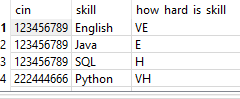 cin skill how hard is skill
1 123456789 English VE
2 123456789 Java E
3 123456789 SQL H
4 222444666 Python VH